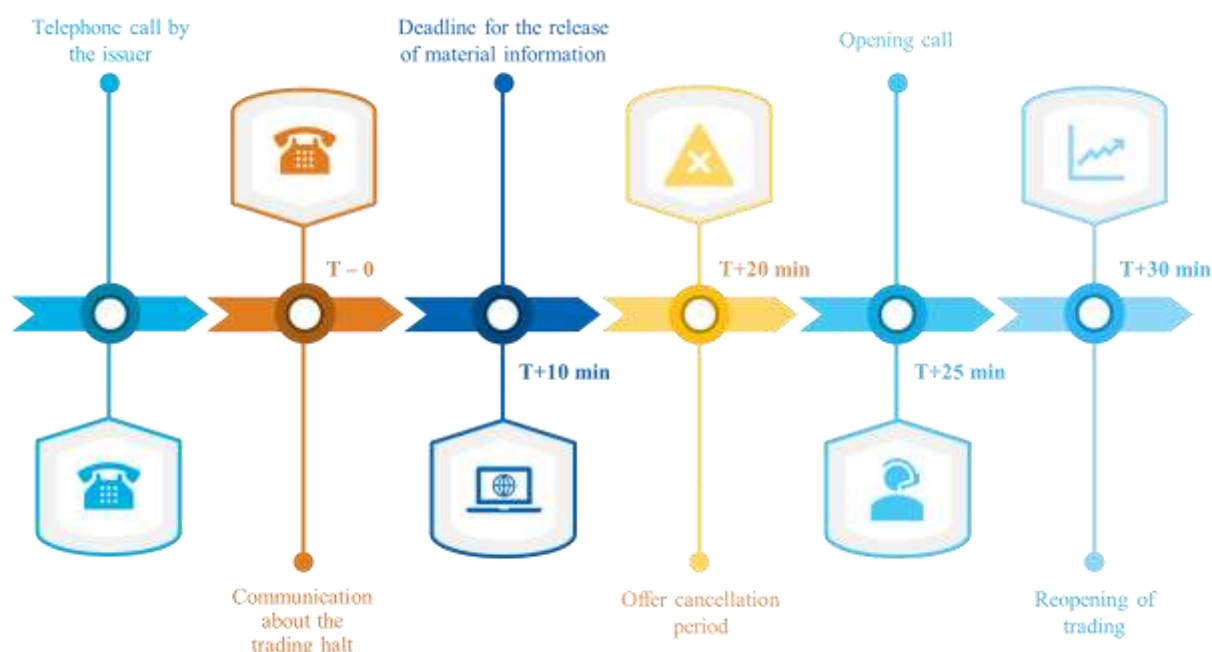 Telephone call by
the issuer
Deadline for the release
of material information
Opening call
T – 0
T+20 min
T+30 min
T+10 min
T+25 min
Communication
about the
trading halt
Offer cancellation
period
Reopening of
trading